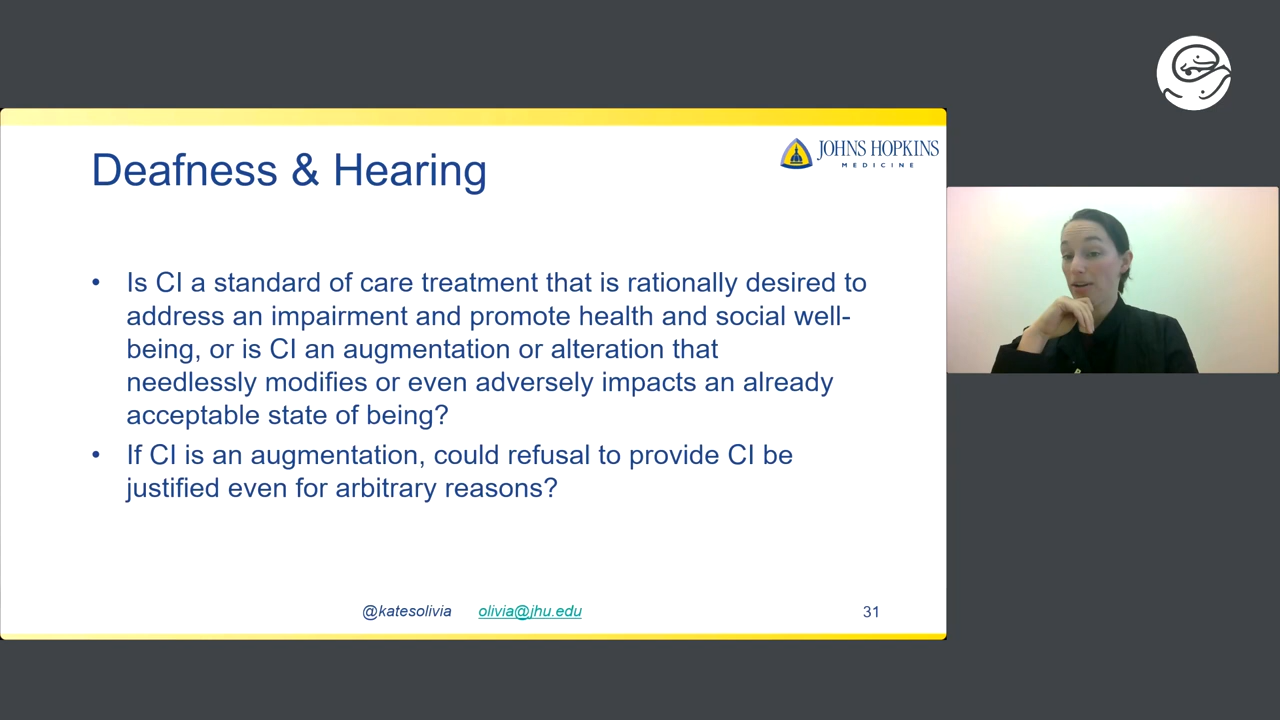 Deafness & Hearing
JOHNS HOPKINS
MEDICINE
• Is CI a standard of care treatment that is rationally desired to
address an impairment and promote health and social well-
being, or is CI an augmentation or alteration that
needlessly modifies or even adversely impacts an already
acceptable state of being?
• If CI is an augmentation, could refusal to provide CI be
justified even for arbitrary reasons?
@katesolivia olivia@jhu.edu 31